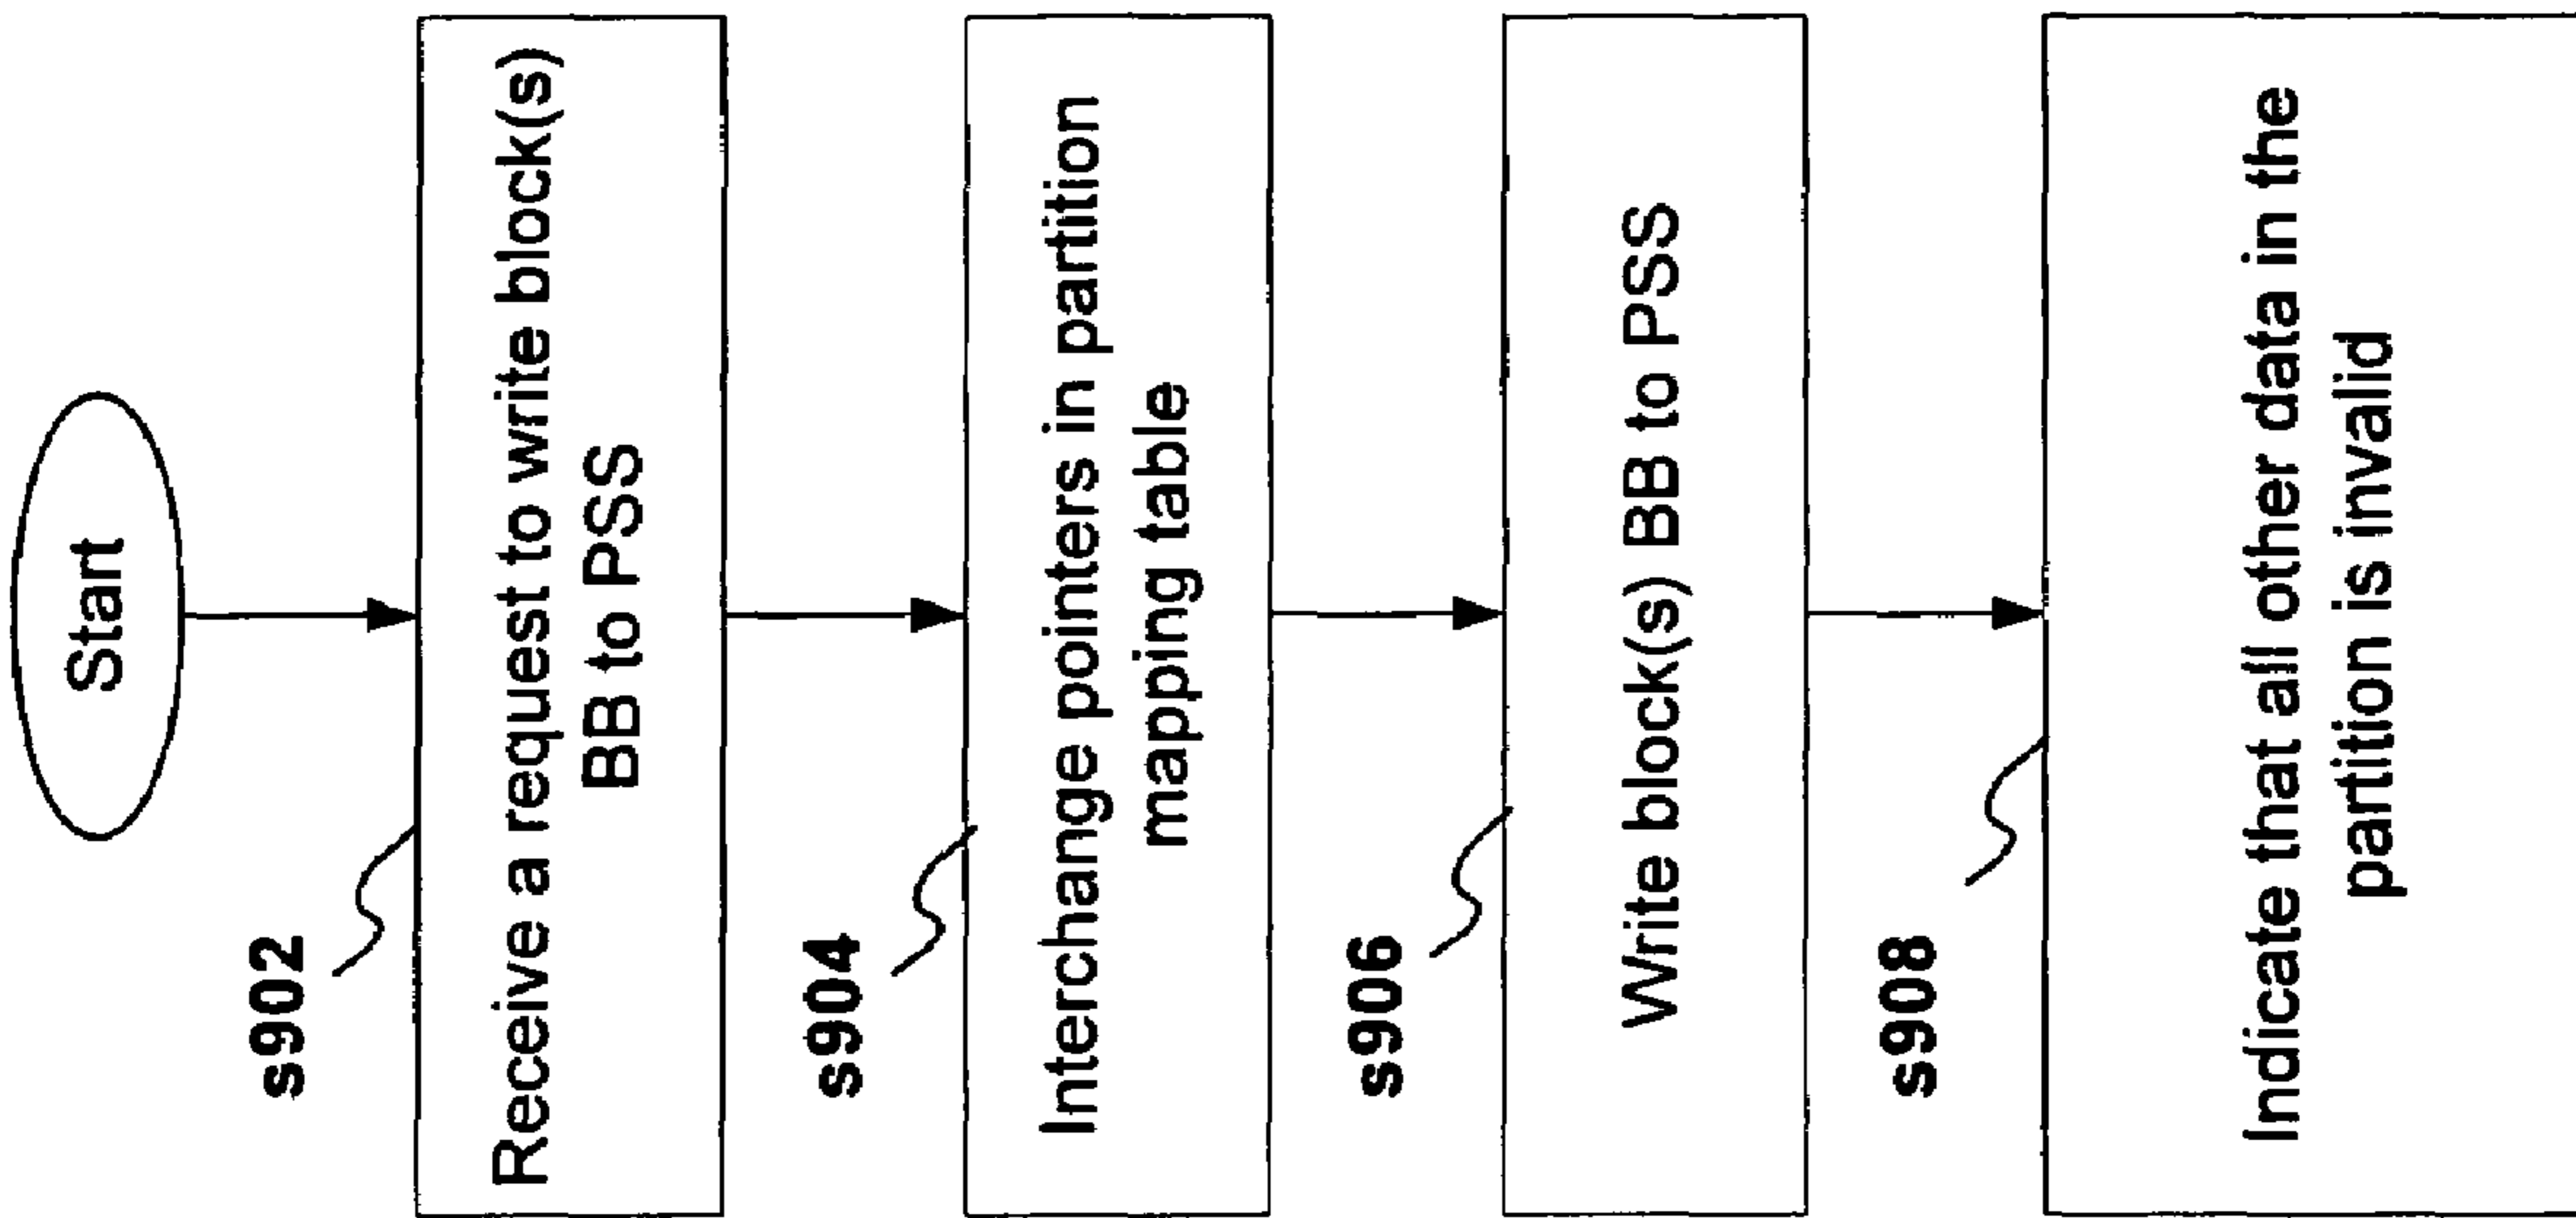 Start
s902
Receive a request to write block(s)
BB to PSS
s904
Interchange pointers in partition
mapping table
s906
Write block(s) BB to PSS
s908
Indicate that all other data in the
partition is invalid